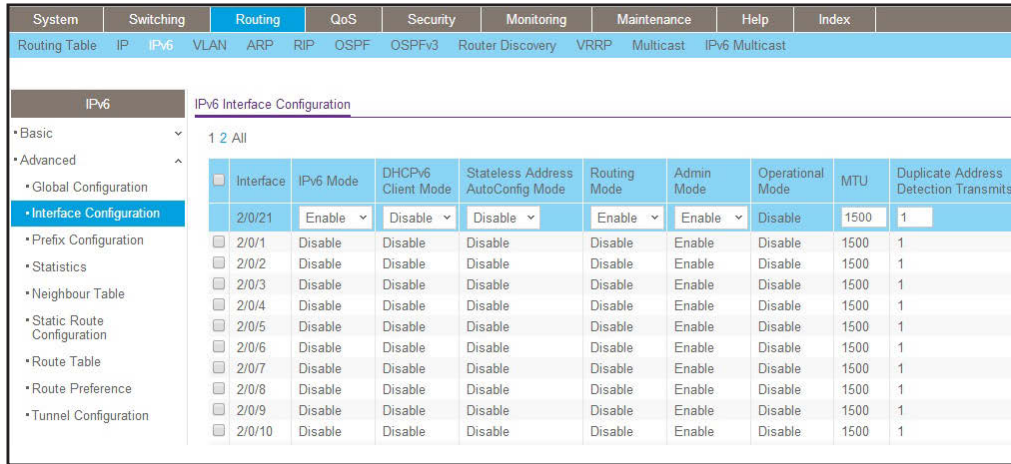 System Switching Routing QoS Security Monitoring Maintenance Help Index
Routing Table IP IPv6 VLAN ARP RIP OSPF OSPFv3 Router Discovery VRRP Multicast IPv6 Multicast
IPv6
Basic
Advanced
Global Configuration
Interface Configuration
Prefix Configuration
Statistics
Neighbour Table
Static Route
Configuration
Route Table
Route Preference
Tunnel Configuration
IPv6 Interface Configuration
1 2 All
Interface IPv6 Mode DHCPv6 Client Mode Stateless Address AutoConfig Mode Routing Mode Admin Mode Operational Mode MTU Duplicate Address Detection Transmits
2/0/21 Enable Disable Disable Enable Enable Disable 1500 1
2/0/1 Disable Disable Disable Disable Enable Disable 1500 1
2/0/2 Disable Disable Disable Disable Enable Disable 1500 1
2/0/3 Disable Disable Disable Disable Enable Disable 1500 1
2/0/4 Disable Disable Disable Disable Enable Disable 1500 1
2/0/5 Disable Disable Disable Disable Enable Disable 1500 1
2/0/6 Disable Disable Disable Disable Enable Disable 1500 1
2/0/7 Disable Disable Disable Disable Enable Disable 1500 1
2/0/8 Disable Disable Disable Disable Enable Disable 1500 1
2/0/9 Disable Disable Disable Disable Enable Disable 1500 1
2/0/10 Disable Disable Disable Disable Enable Disable 1500 1